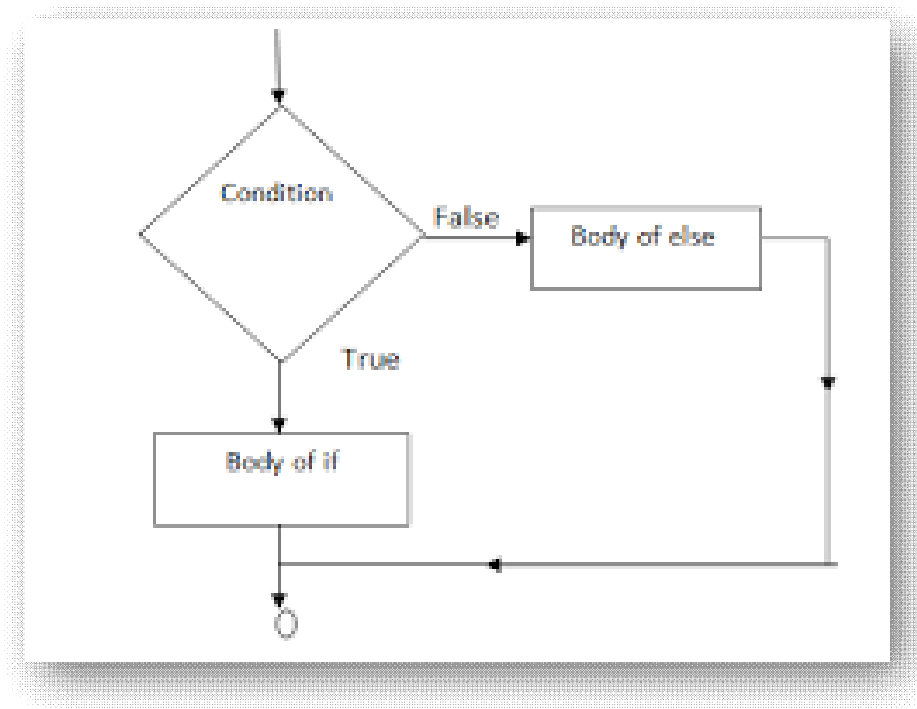 Condition
False
Body of else
True
Body of if